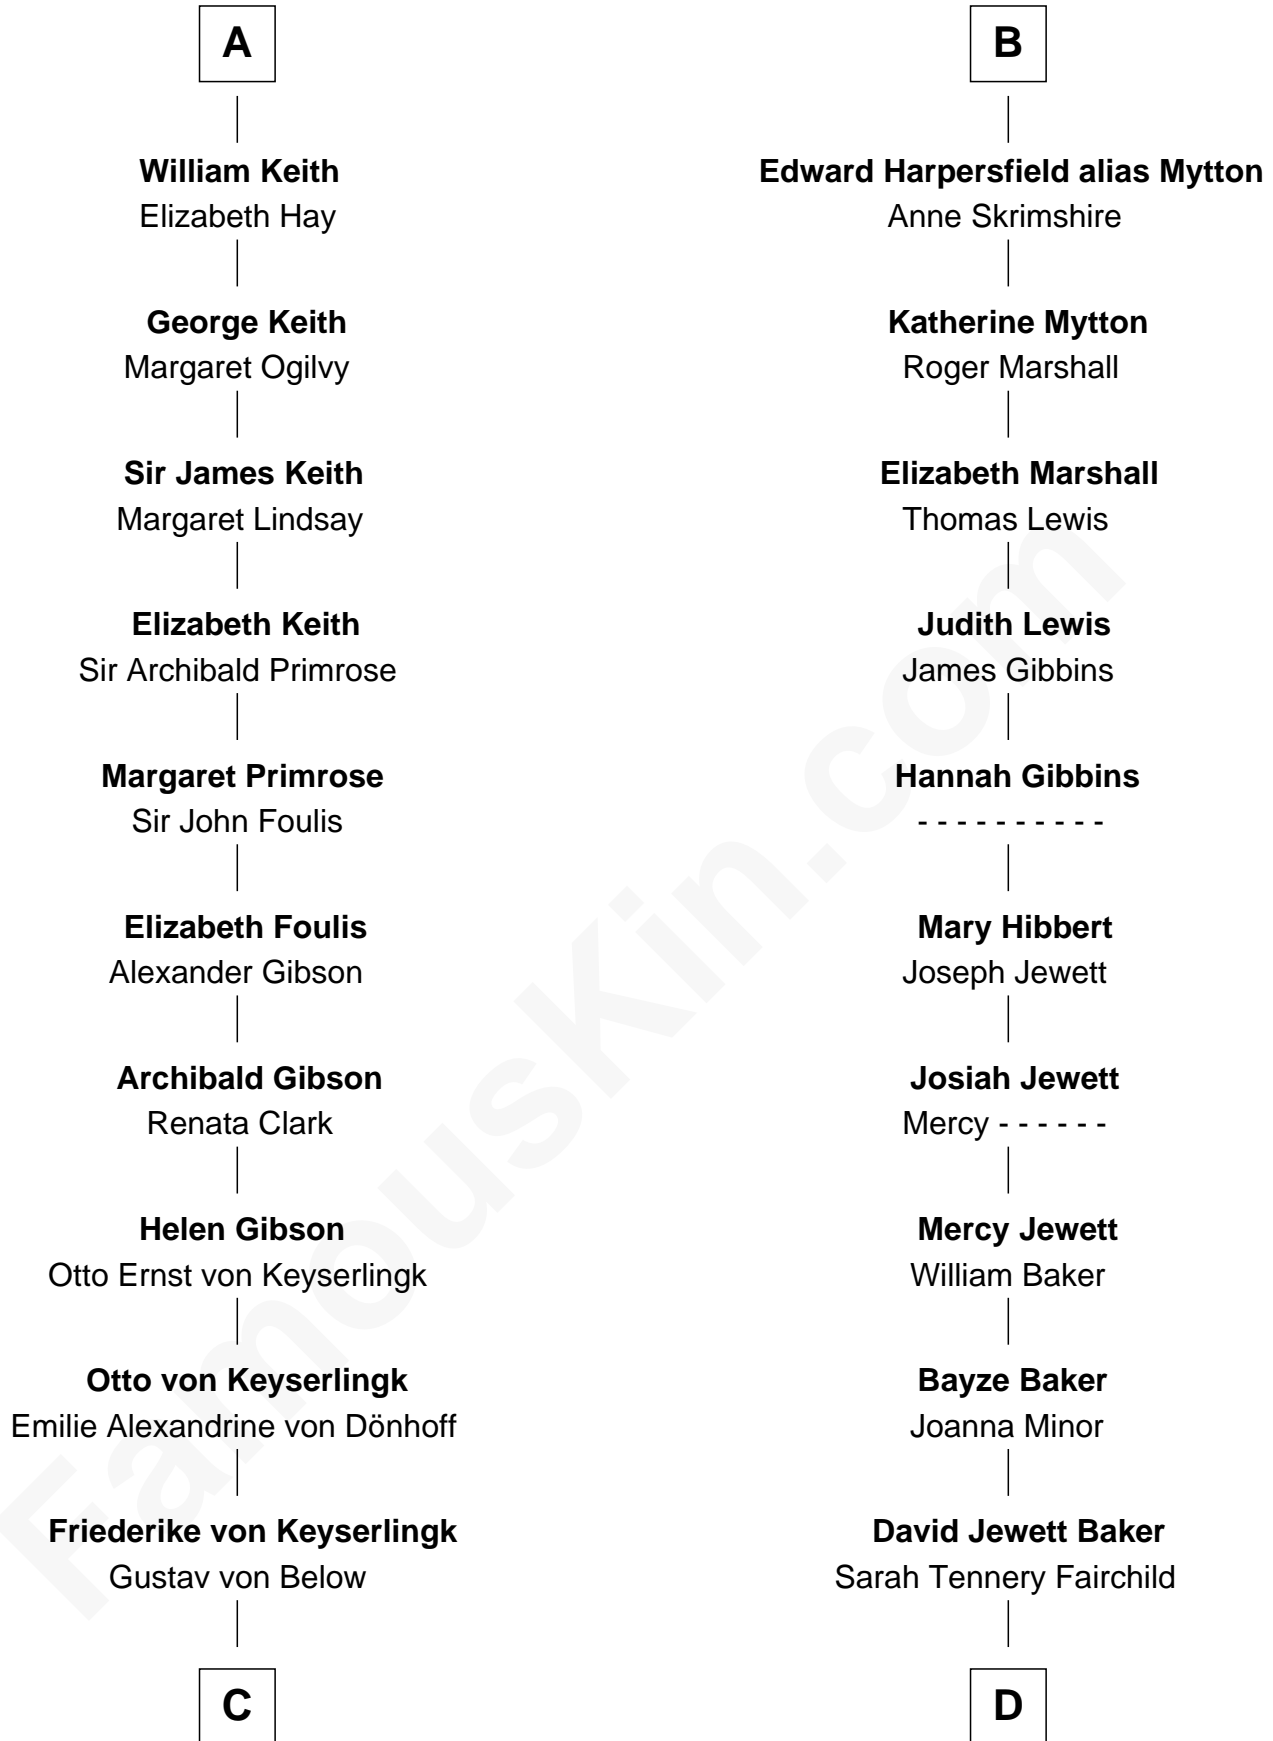 A
William Keith
Elizabeth Hay
George Keith
Margaret Ogilvy
Sir James Keith
Margaret Lindsay
Elizabeth Keith
Sir Archibald Primrose
Margaret Primrose
Sir John Foulis
Elizabeth Foulis
Alexander Gibson
Archibald Gibson
Renata Clark
Helen Gibson
Otto Ernst von Keyserlingk
Otto von Keyserlingk
Emilie Alexandrine von Dönhoff
Friederike von Keyserlingk
Gustav von Below
C
B
Edward Harpersfield alias Mytton
Anne Skrimshire
Katherine Mytton
Roger Marshall
Elizabeth Marshall
Thomas Lewis
Judith Lewis
James Gibbins
Hannah Gibbins
- - - - - - - - - -
Mary Hibbert
Joseph Jewett
Josiah Jewett
Mercy - - - - - -
Mercy Jewett
William Baker
Bayze Baker
Joanna Minor
David Jewett Baker
Sarah Tennery Fairchild
D
FamousKin.com